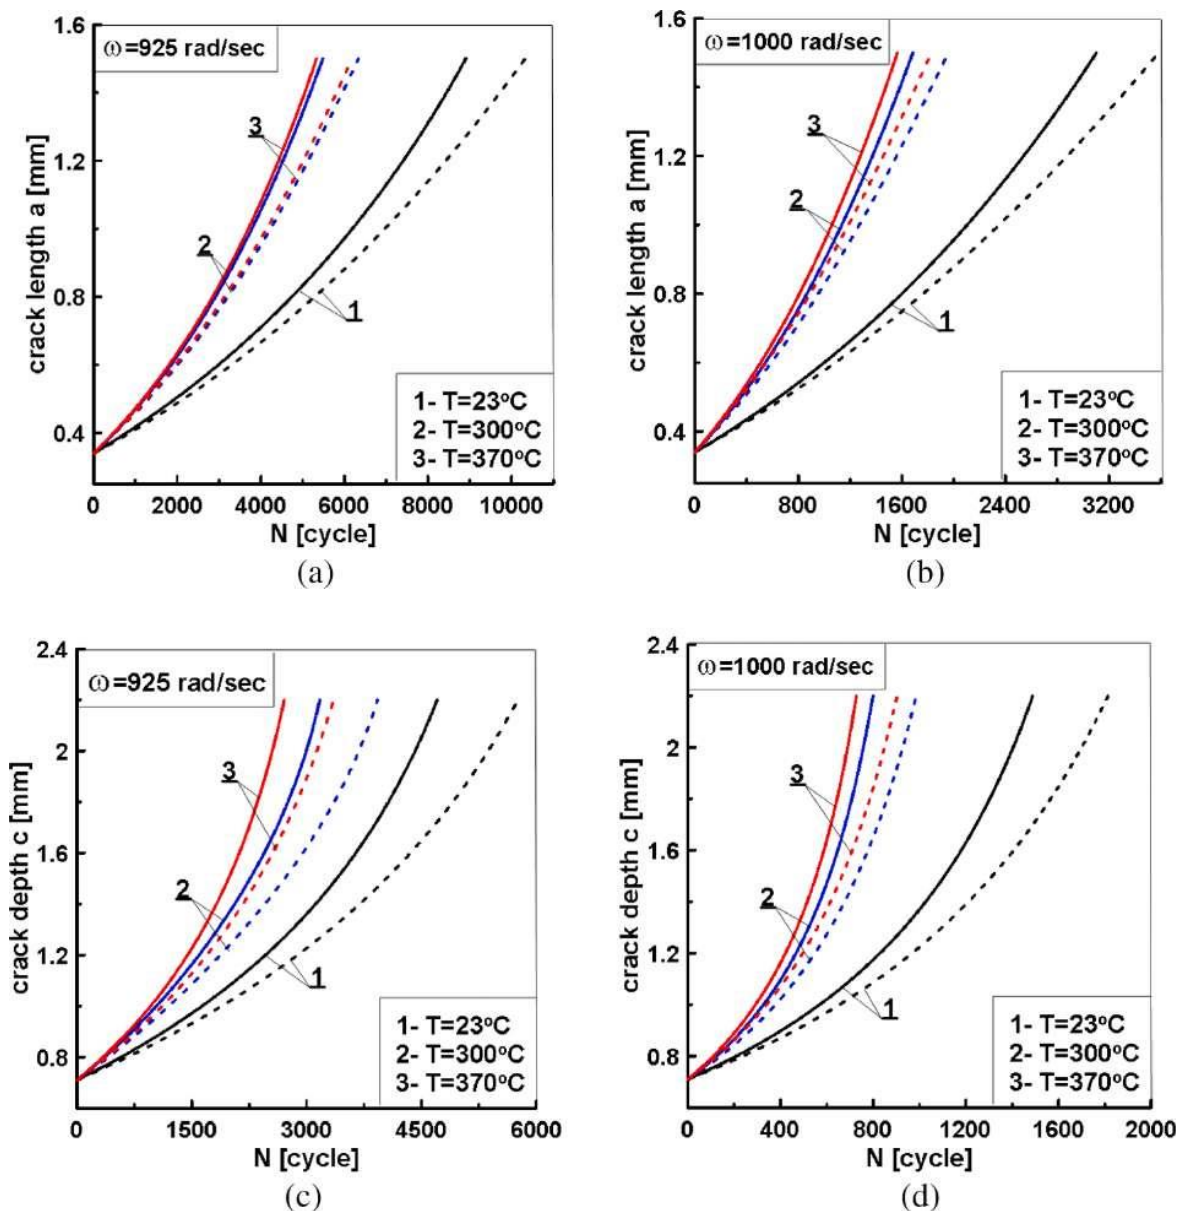 1.6
1.2
0.8
0.4
crack length a [mm]
ω=925 rad/sec
3
2
1
1- T=23°C
2- T=300°C
3- T=370°C
0 2000 4000 6000 8000 10000
N [cycle]
(a)
1.6
1.2
0.8
0.4
crack length a [mm]
ω=1000 rad/sec
3
2
1
1- T=23°C
2- T=300°C
3- T=370°C
0 800 1600 2400 3200
N [cycle]
(b)
2.4
2
1.6
1.2
0.8
crack depth c [mm]
ω=925 rad/sec
3
2
1
1- T=23°C
2- T=300°C
3- T=370°C
0 1500 3000 4500 6000
N [cycle]
(c)
2.4
2
1.6
1.2
0.8
crack depth c [mm]
ω=1000 rad/sec
3
2
1
1- T=23°C
2- T=300°C
3- T=370°C
0 400 800 1200 1600 2000
N [cycle]
(d)